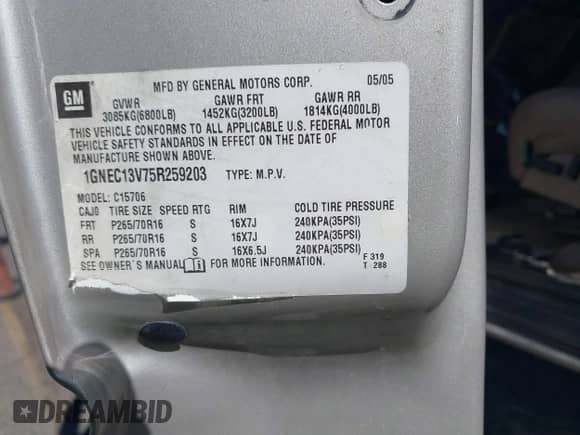 GM
MFD BY GENERAL MOTORS CORP. 05/05
GVWR GAWR FRT GAWR RR
3085KG(6800LB) 1452KG(3200LB) 1814KG(4000LB)
THIS VEHICLE CONFORMS TO ALL APPLICABLE U.S. FEDERAL MOTOR
VEHICLE SAFETY STANDARDS IN EFFECT ON THE DATE OF
MANUFACTURE SHOWN ABOVE.
1GNEC13V75R259203 TYPE: M.P.V.
MODEL: C15706
CAJ0 TIRE SIZE SPEED RTG RIM COLD TIRE PRESSURE
FRT P265/70R16 S 16X7J 240KPA(35PSI)
RR P265/70R16 S 16X7J 240KPA(35PSI)
SPA P265/70R16 S 16X6.5J 240KPA(35PSI)
SEE OWNER'S MANUAL FOR MORE INFORMATION.
F 319
T 288
DREAMBID